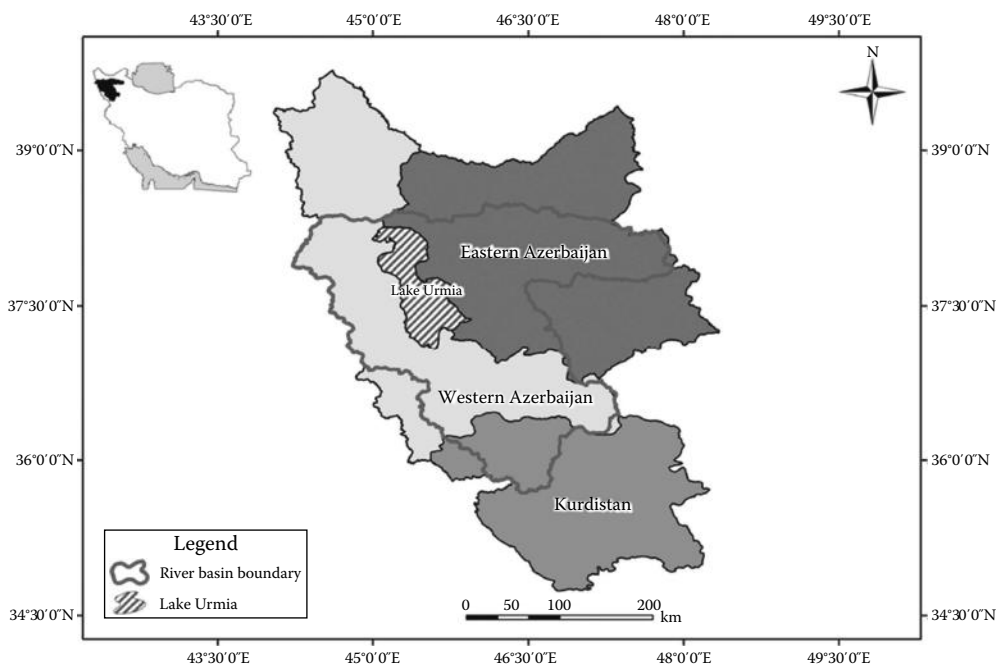 43°30′0″E 45°0′0″E 46°30′0″E 48°0′0″E 49°30′0″E
N
39°0′0″N 39°0′0″N
Eastern Azerbaijan
Lake Urmia
37°30′0″N 37°30′0″N
Western Azerbaijan
36°0′0″N 36°0′0″N
Kurdistan
Legend
River basin boundary
Lake Urmia
0 50 100 200
km
34°30′0″N 34°30′0″N
43°30′0″E 45°0′0″E 46°30′0″E 48°0′0″E 49°30′0″E